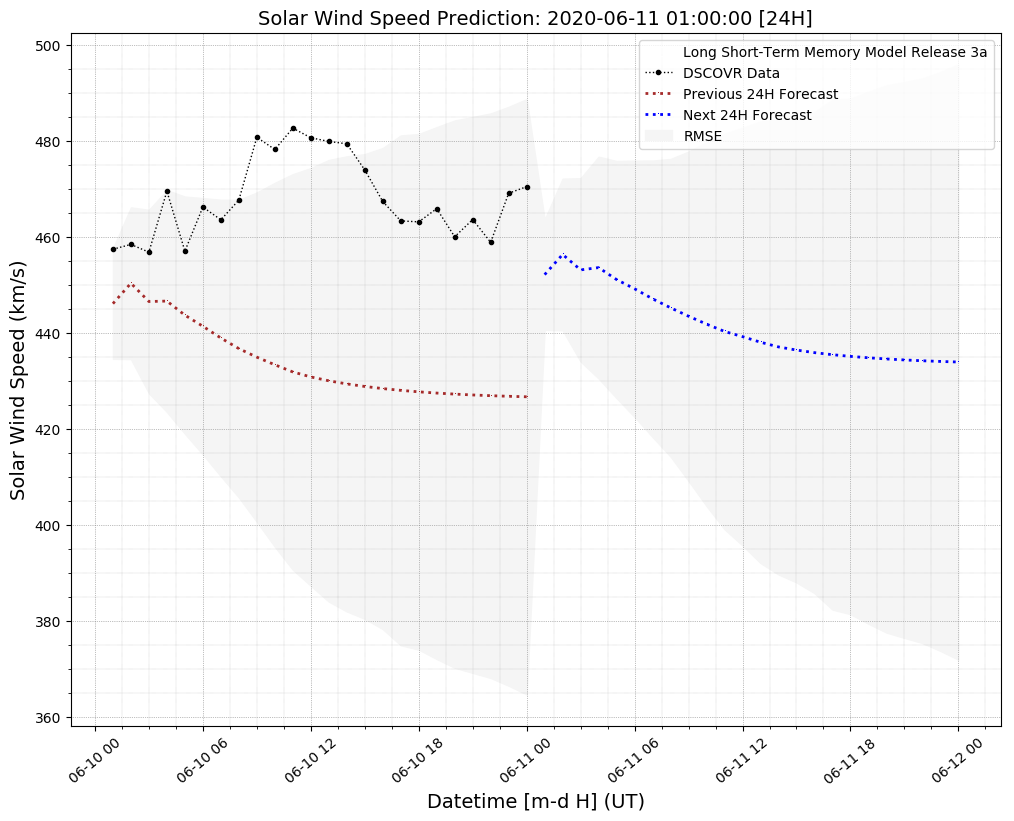 Solar Wind Speed Prediction: 2020-06-11 01:00:00 [24H]
Long Short-Term Memory Model Release 3a
DSCOVR Data
Previous 24H Forecast
Next 24H Forecast
RMSE
Solar Wind Speed (km/s)
500
480
460
440
420
400
380
360
06-10 00
06-10 06
06-10 12
06-10 18
06-11 00
06-11 06
06-11 12
06-11 18
06-12 00
Datetime [m-d H] (UT)